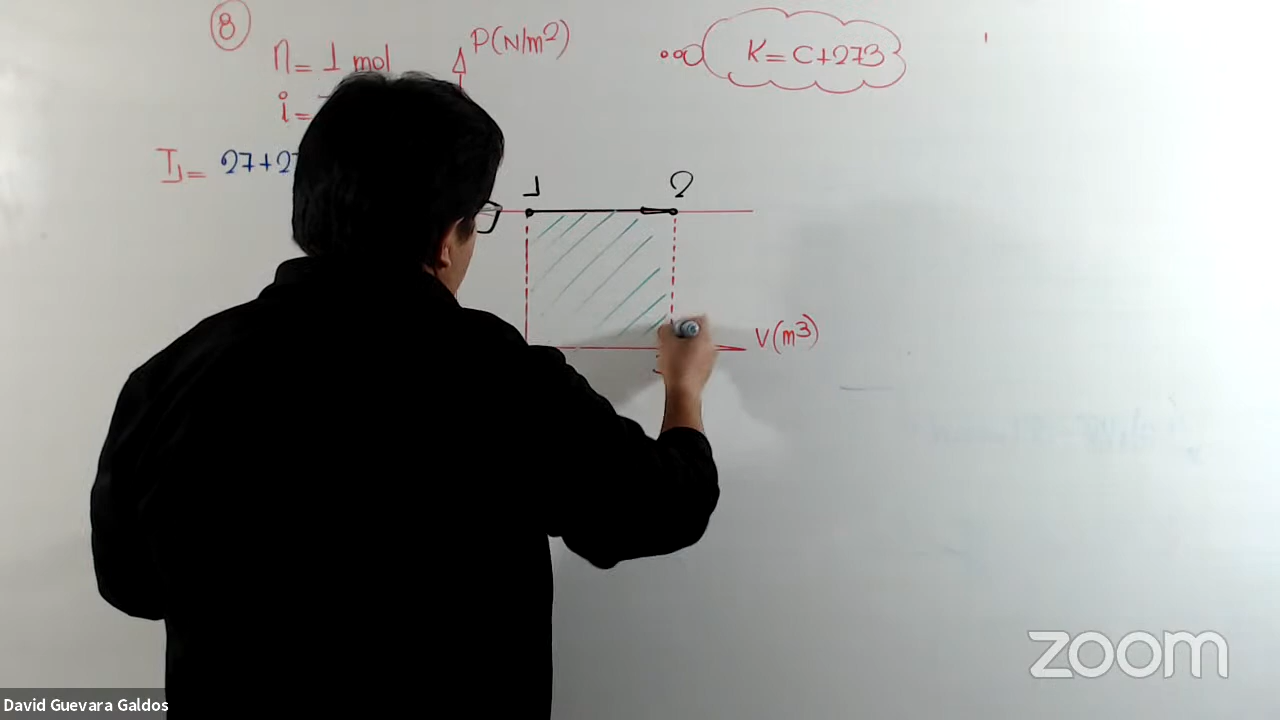 8
n = 1 mol
P(N/m²)
K = C+273
i =
T₁ = 27+27
1
2
V(m³)
zoom
David Guevara Galdos